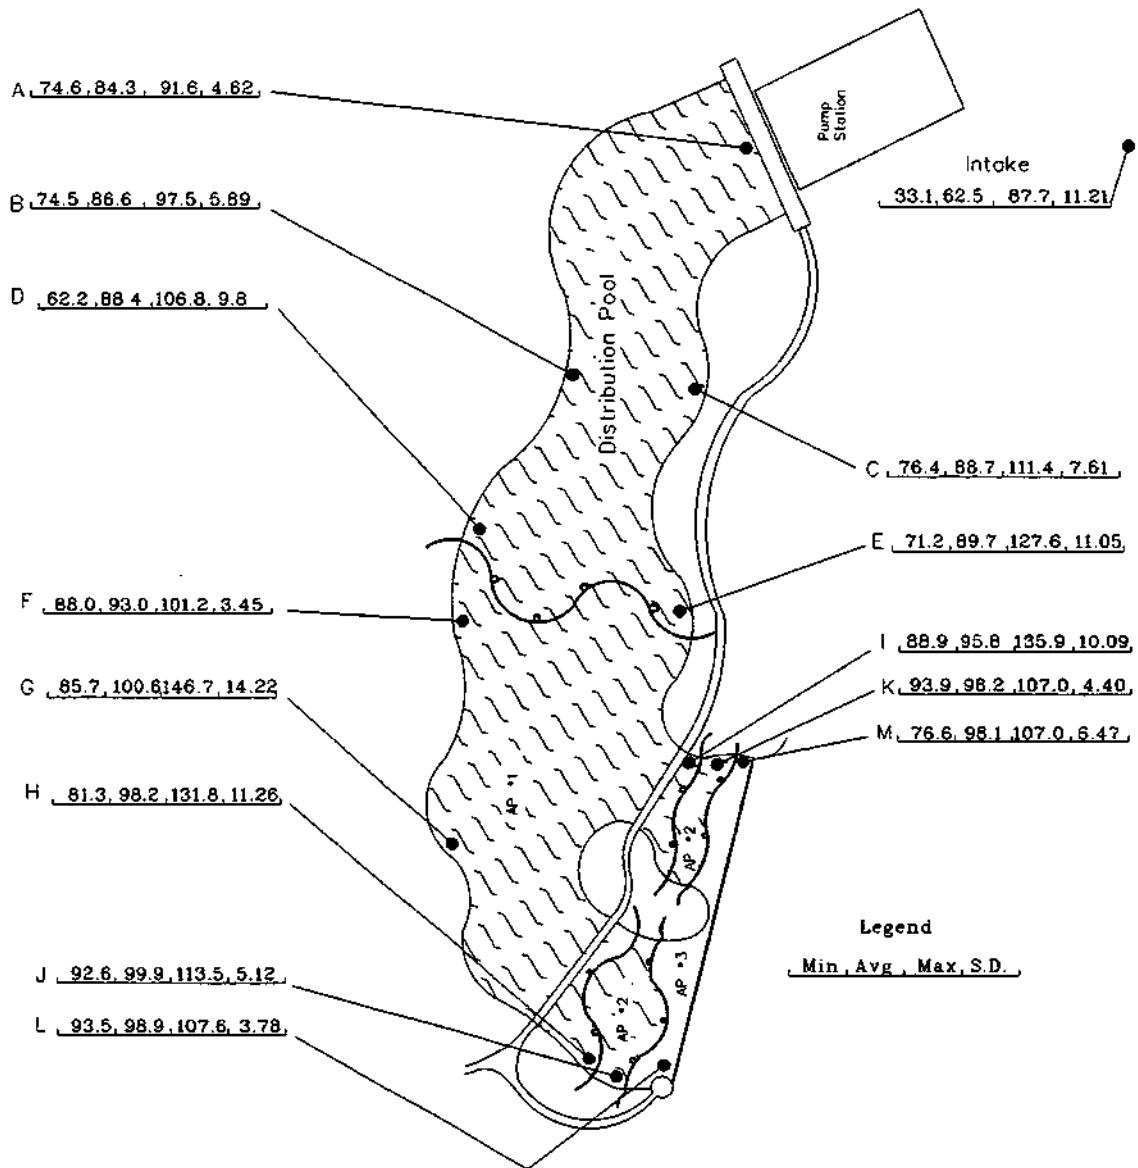 A 74.6, 84.3, 91.6, 4.62
Pump
Station
Intake
33.1, 62.5, 87.7, 11.21
B 74.5, 86.6, 97.5, 5.89
D 62.2, 88.4, 106.8, 9.8
Distribution Pool
C 76.4, 88.7, 111.4, 7.61
E 71.2, 89.7, 127.6, 11.05
F 88.0, 93.0, 101.2, 3.45
I 88.9, 95.8, 135.9, 10.09
G 85.7, 100.6, 146.7, 14.22
K 93.9, 98.2, 107.0, 4.40
M 76.6, 98.1, 107.0, 6.47
H 81.3, 98.2, 131.8, 11.26
AP #1
AP #2
Legend
Min, Avg, Max, S.D.
J 92.6, 99.9, 113.5, 5.12
AP #3
AP #2
L 93.5, 98.9, 107.6, 3.78